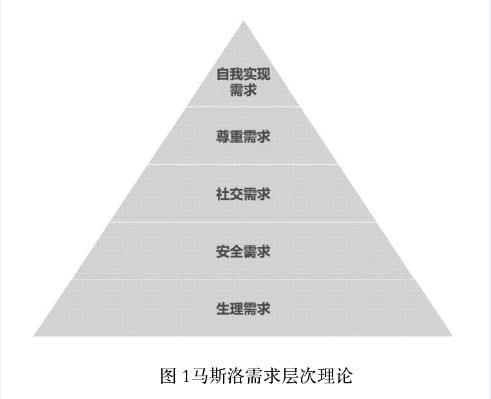 自我实现
需求
尊重需求
社交需求
安全需求
生理需求
图 1马斯洛需求层次理论